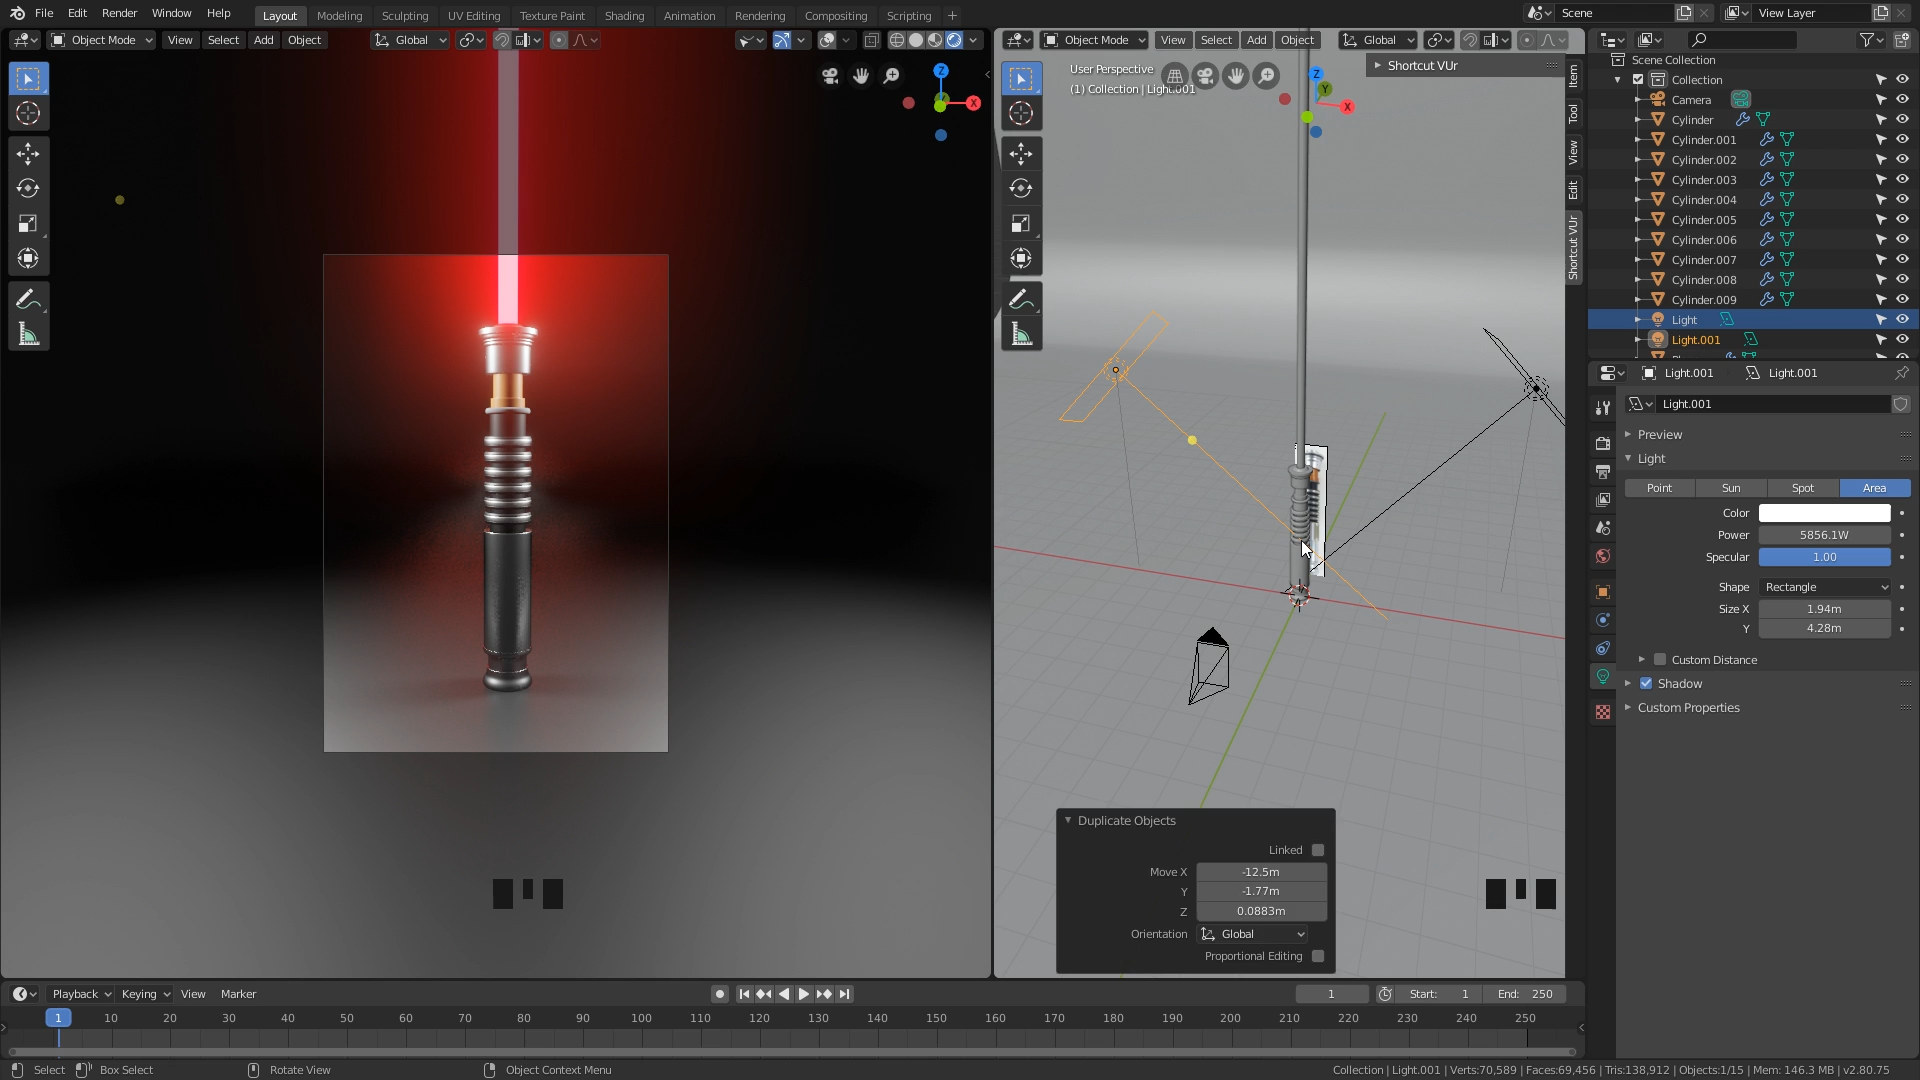 File Edit Render Window Help
Layout Modeling Sculpting UV Editing Texture Paint Shading Animation Rendering Compositing Scripting +
Scene
View Layer
Object Mode View Select Add Object Global
Object Mode View Select Add Object Global
Z
X
User Perspective
(1) Collection | Light.001
Shortcut VUr
Z
Y
X
Item
Tool
View
Edit
Shortcut VUr
Scene Collection
Collection
Camera
Cylinder
Cylinder.001
Cylinder.002
Cylinder.003
Cylinder.004
Cylinder.005
Cylinder.006
Cylinder.007
Cylinder.008
Cylinder.009
Light
Light.001
Light.001 Light.001
Light.001
Preview
Light
Point Sun Spot Area
Color
Power 5856.1W
Specular 1.00
Shape Rectangle
Size X 1.94m
Y 4.28m
Custom Distance
Shadow
Custom Properties
Duplicate Objects
Linked
Move X -12.5m
Y -1.77m
Z 0.0883m
Orientation Global
Proportional Editing
Playback Keying View Marker
1 Start: 1 End: 250
1 10 20 30 40 50 60 70 80 90 100 110 120 130 140 150 160 170 180 190 200 210 220 230 240 250
Select Box Select Rotate View Object Context Menu
Collection | Light.001 | Verts:70,589 | Faces:69,456 | Tris:138,912 | Objects:1/15 | Mem: 146.3 MB | v2.80.75